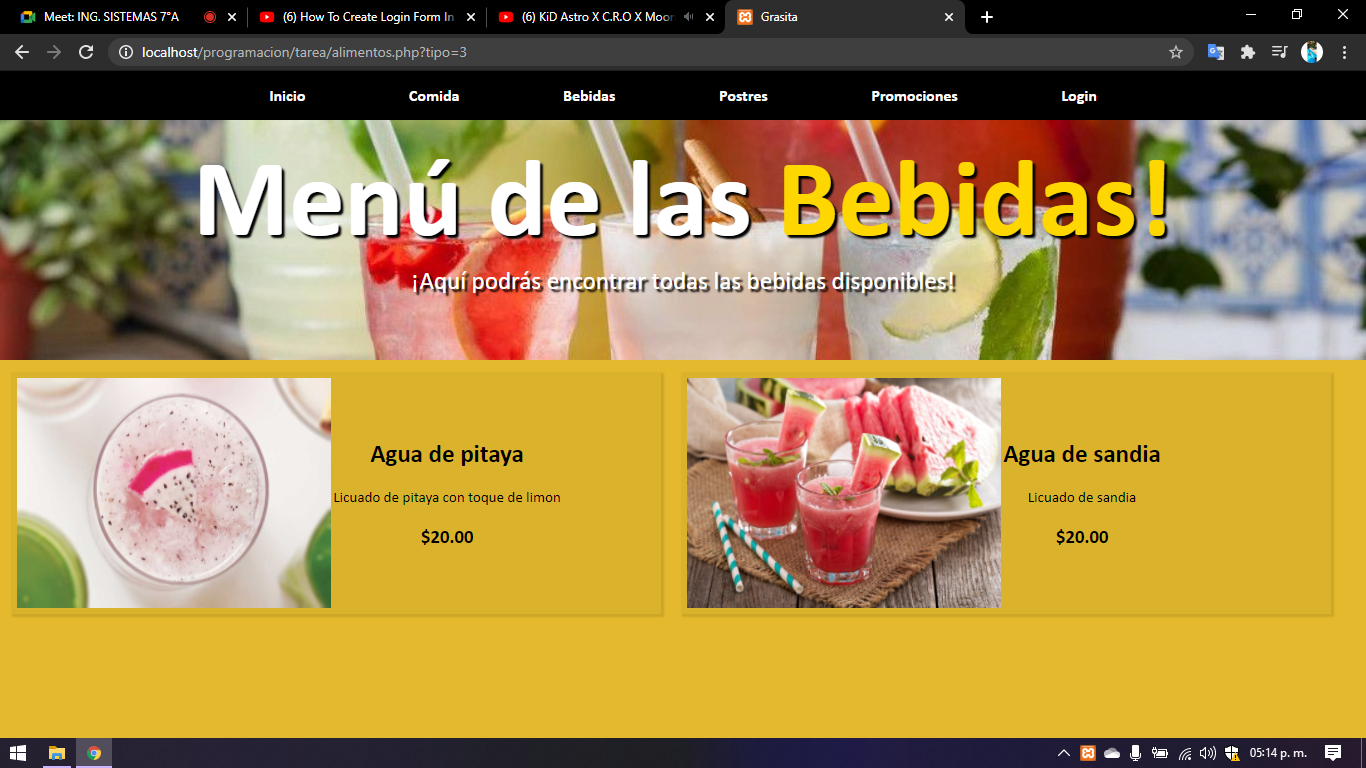 Meet: ING. SISTEMAS 7°A
(6) How To Create Login Form In
(6) KiD Astro X C.R.O X Moon
Grasita
localhost/programacion/tarea/alimentos.php?tipo=3
Inicio Comida Bebidas Postres Promociones Login
Menú de las Bebidas!
¡Aquí podrás encontrar todas las bebidas disponibles!
Agua de pitaya
Licuado de pitaya con toque de limon
$20.00
Agua de sandia
Licuado de sandia
$20.00
05:14 p. m.